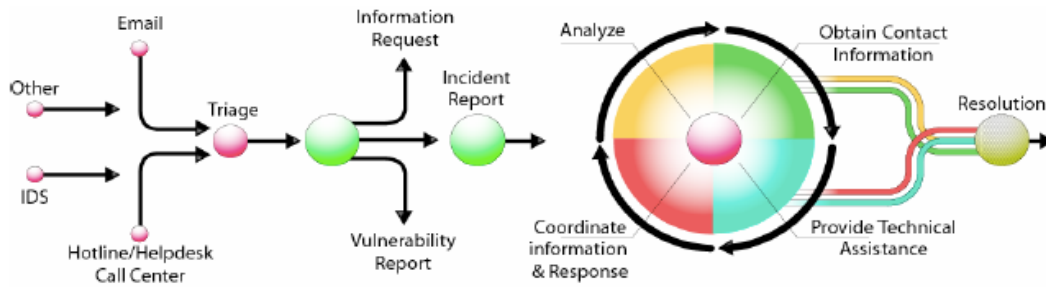 Email
Other
IDS
Hotline/Helpdesk
Call Center
Triage
Information
Request
Incident
Report
Vulnerability
Report
Analyze
Obtain Contact
Information
Coordinate
information
& Response
Provide Technical
Assistance
Resolution